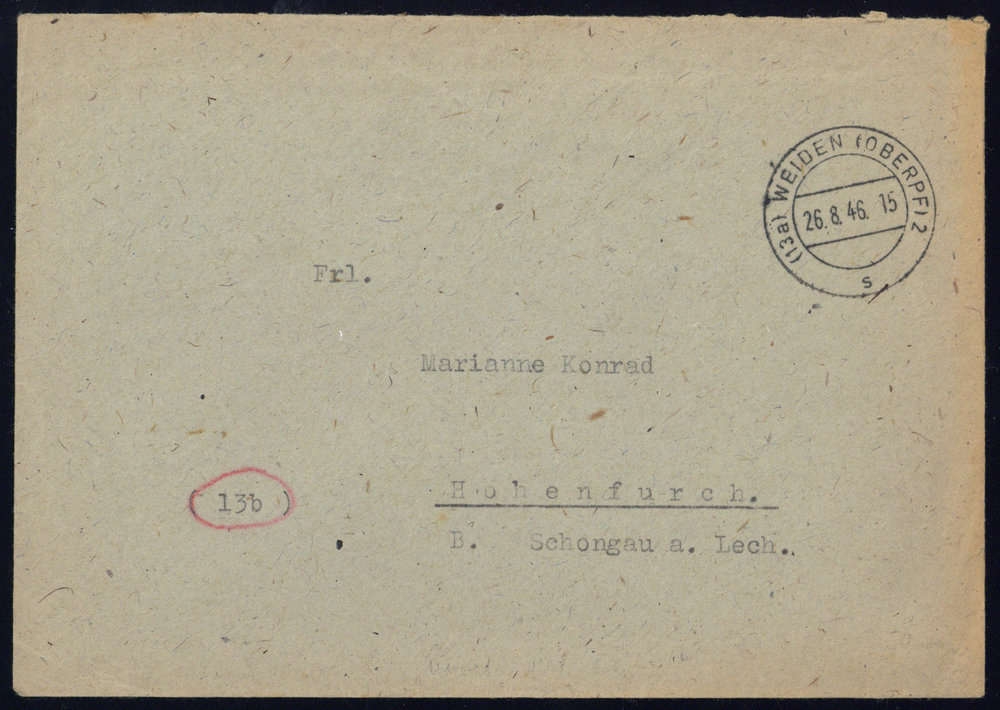 (13a) WEIDEN (OBERPF) 2
26.8.46. 15
s
Frl.
Marianne Konrad
(13b)
Hohenfurch.
B. Schongau a. Lech.